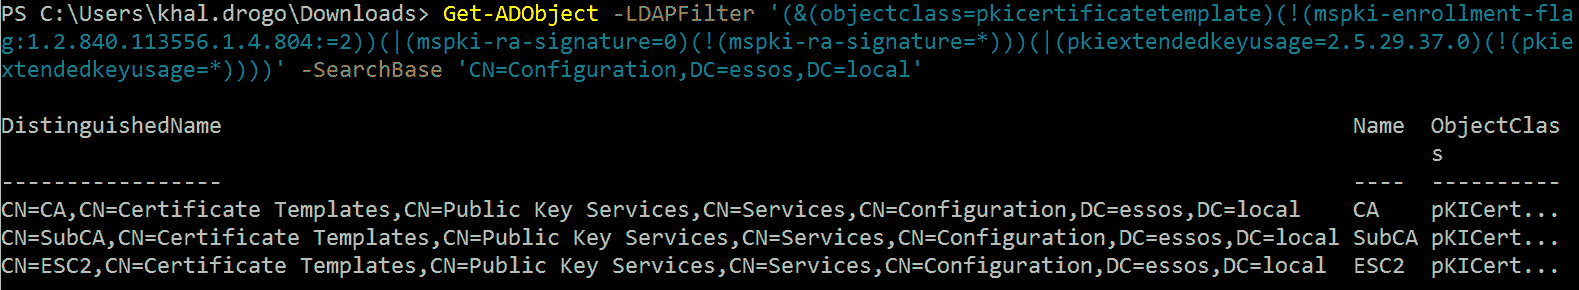 PS C:\Users\khal.drogo\Downloads> Get-ADObject -LDAPFilter '(&(objectclass=pkicertificatetemplate)(!(mspki-enrollment-fla
g:1.2.840.113556.1.4.804:=2))(|(mspki-ra-signature=0)(!(mspki-ra-signature=*)))(|(pkiextendedkeyusage=2.5.29.37.0)(!(pkie
xtendedkeyusage=*))))' -SearchBase 'CN=Configuration,DC=essos,DC=local'
DistinguishedName Name ObjectClas
s
----------------- ---- ----------
CN=CA,CN=Certificate Templates,CN=Public Key Services,CN=Services,CN=Configuration,DC=essos,DC=local CA pKICert...
CN=SubCA,CN=Certificate Templates,CN=Public Key Services,CN=Services,CN=Configuration,DC=essos,DC=local SubCA pKICert...
CN=ESC2,CN=Certificate Templates,CN=Public Key Services,CN=Services,CN=Configuration,DC=essos,DC=local ESC2 pKICert...